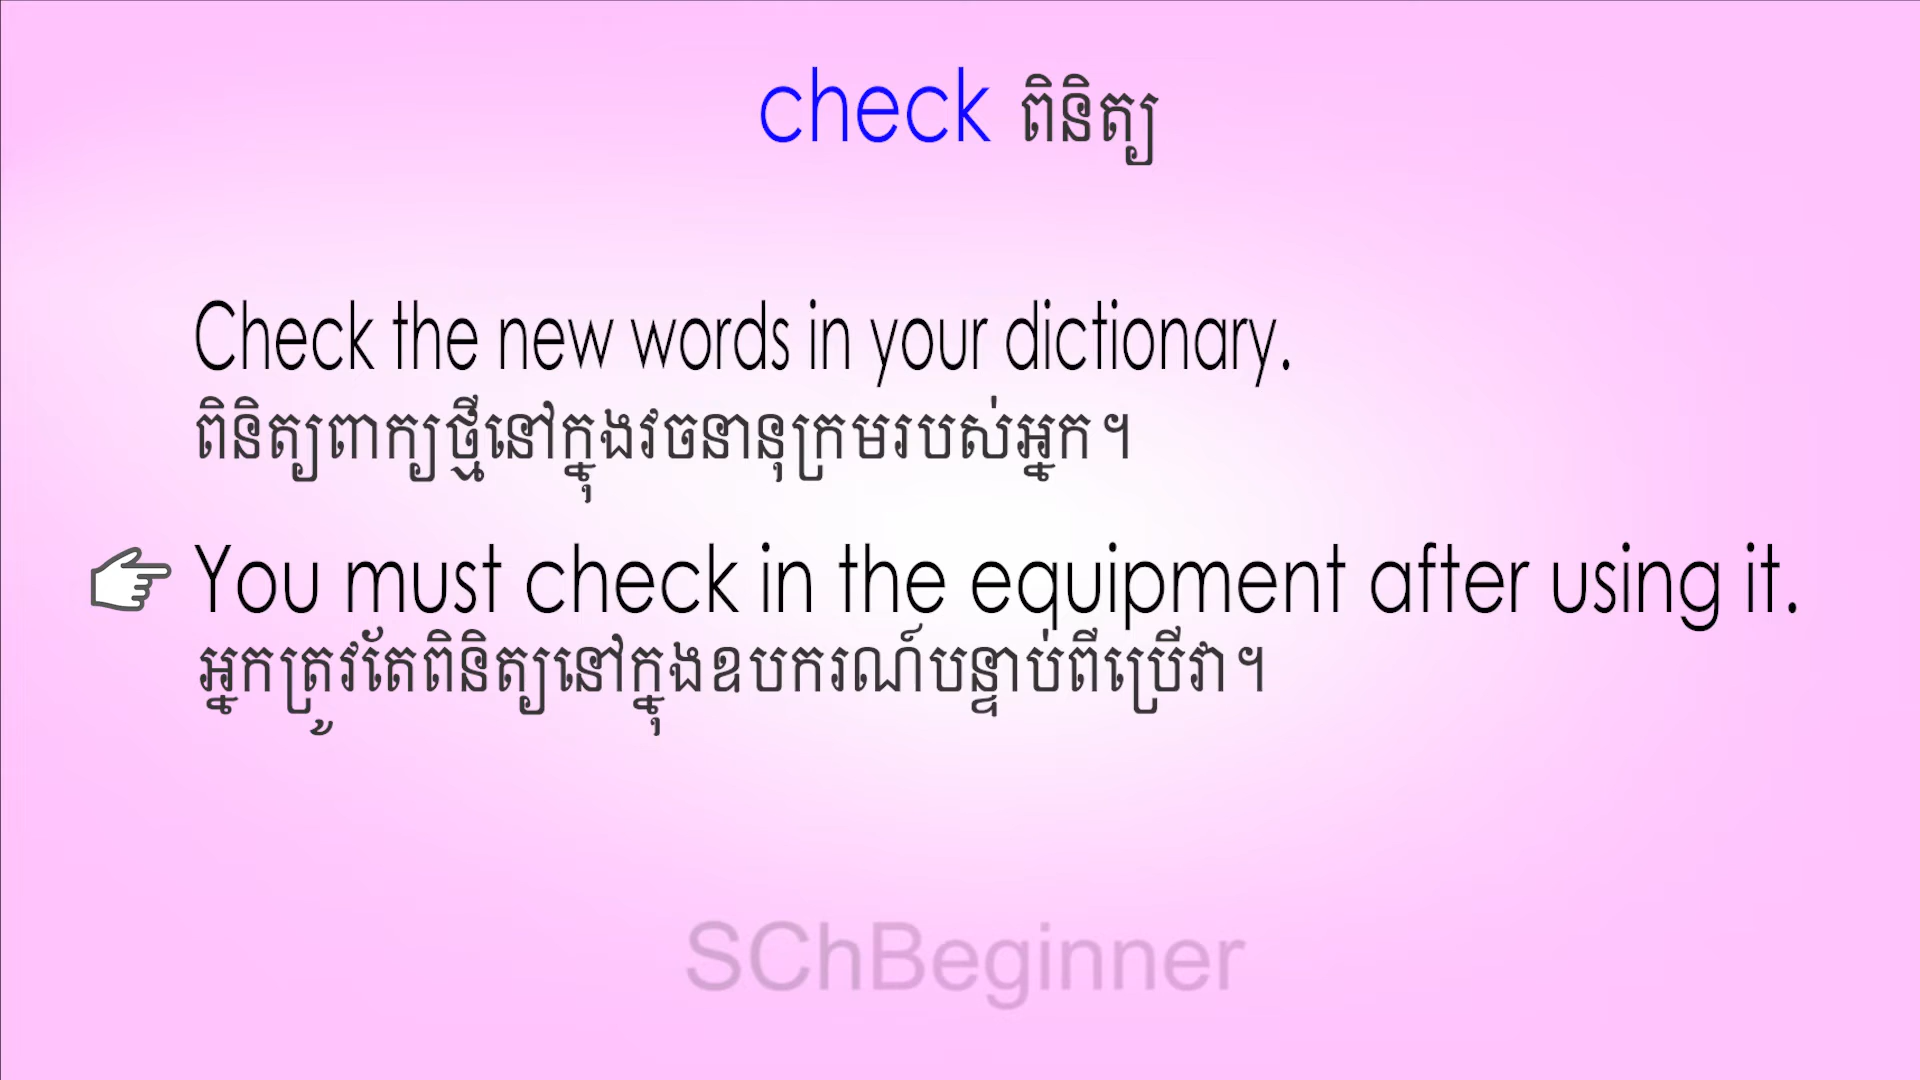 check ពិនិត្យ
Check the new words in your dictionary.
ពិនិត្យពាក្យថ្មីនៅក្នុងវចនានុក្រមរបស់អ្នក។
You must check in the equipment after using it.
អ្នកត្រូវតែពិនិត្យនៅក្នុងឧបករណ៍បន្ទាប់ពីប្រើវា។
SChBeginner